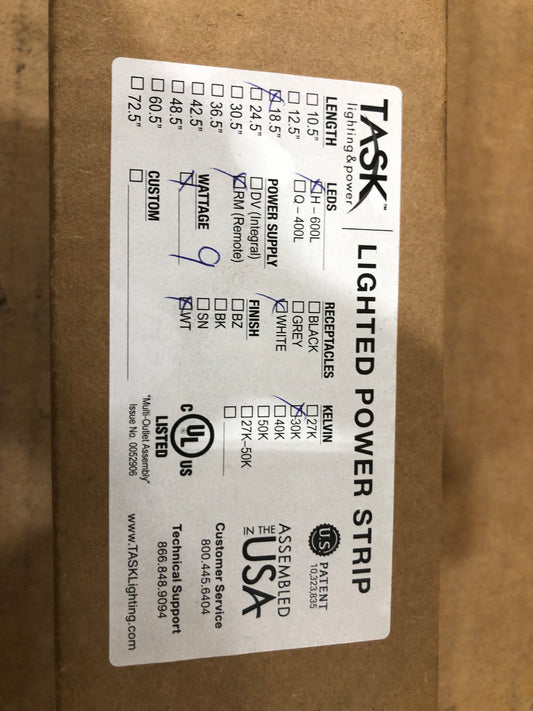 TASK™ | LIGHTED POWER STRIP
lighting&power
LENGTH
☐ 10.5"
☐ 12.5"
☒ 18.5"
☐ 24.5"
☐ 30.5"
☐ 36.5"
☐ 42.5"
☐ 48.5"
☐ 60.5"
☐ 72.5"
LEDS
☒ H – 600L
☐ Q – 400L
POWER SUPPLY
☐ DV (Integral)
☒ RM (Remote)
WATTAGE
☒ 9
CUSTOM
☐
RECEPTACLES
☐ BLACK
☐ GREY
☒ WHITE
FINISH
☐ BZ
☐ BK
☐ SN
☒ WT
KELVIN
☐ 27K
☒ 30K
☐ 40K
☐ 50K
☐ 27K–50K
☐
C UL US
LISTED
"Multi-Outlet Assembly"
Issue No. 0052906
U.S PATENT
10,323,835
ASSEMBLED
IN THE USA
Customer Service
800.445.6404
Technical Support
866.848.9094
www.TASKLighting.com